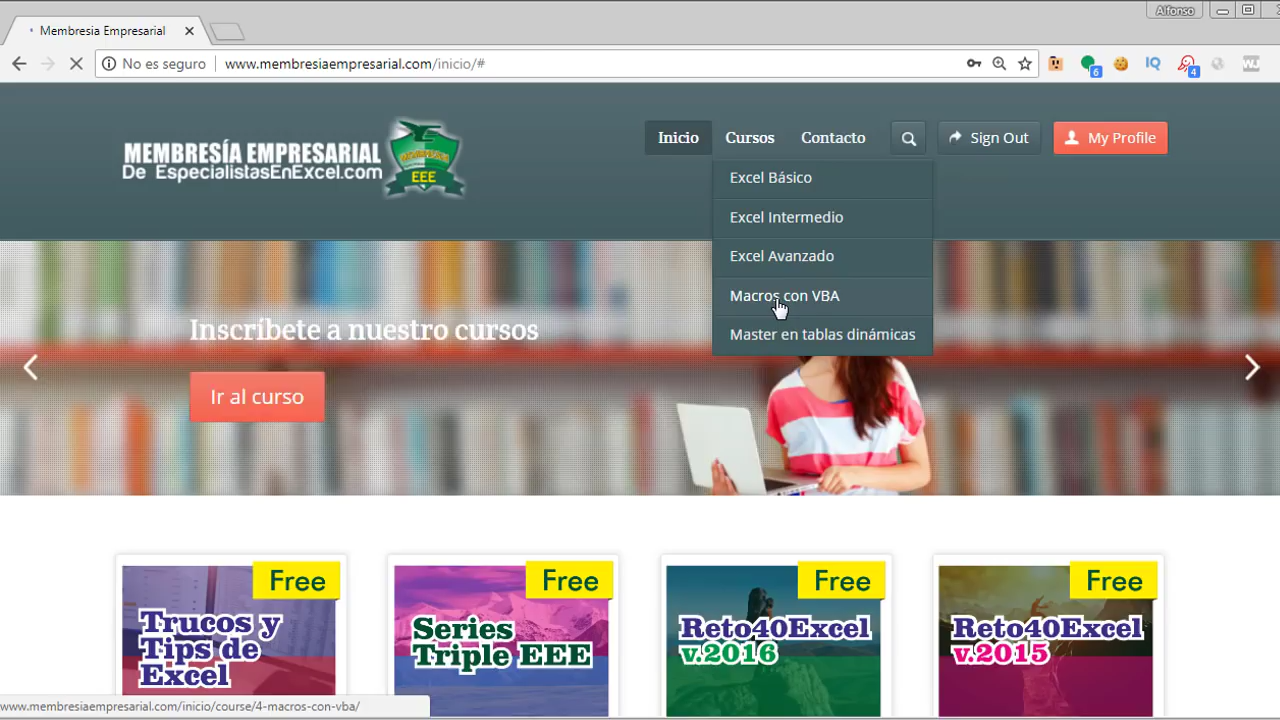 Alfonso
Membresia Empresarial
No es seguro
www.membresiaempresarial.com/inicio/#
6
IQ
4
MEMBRESÍA EMPRESARIAL
De EspecialistasEnExcel.com
EEE
Inicio
Cursos
Contacto
Sign Out
My Profile
Excel Básico
Excel Intermedio
Excel Avanzado
Macros con VBA
Master en tablas dinámicas
Inscríbete a nuestro cursos
Ir al curso
Free
Trucos y
Tips de
Excel
Free
Series
Triple EEE
Free
Reto40Excel
v.2016
Free
Reto40Excel
v.2015
www.membresiaempresarial.com/inicio/course/4-macros-con-vba/